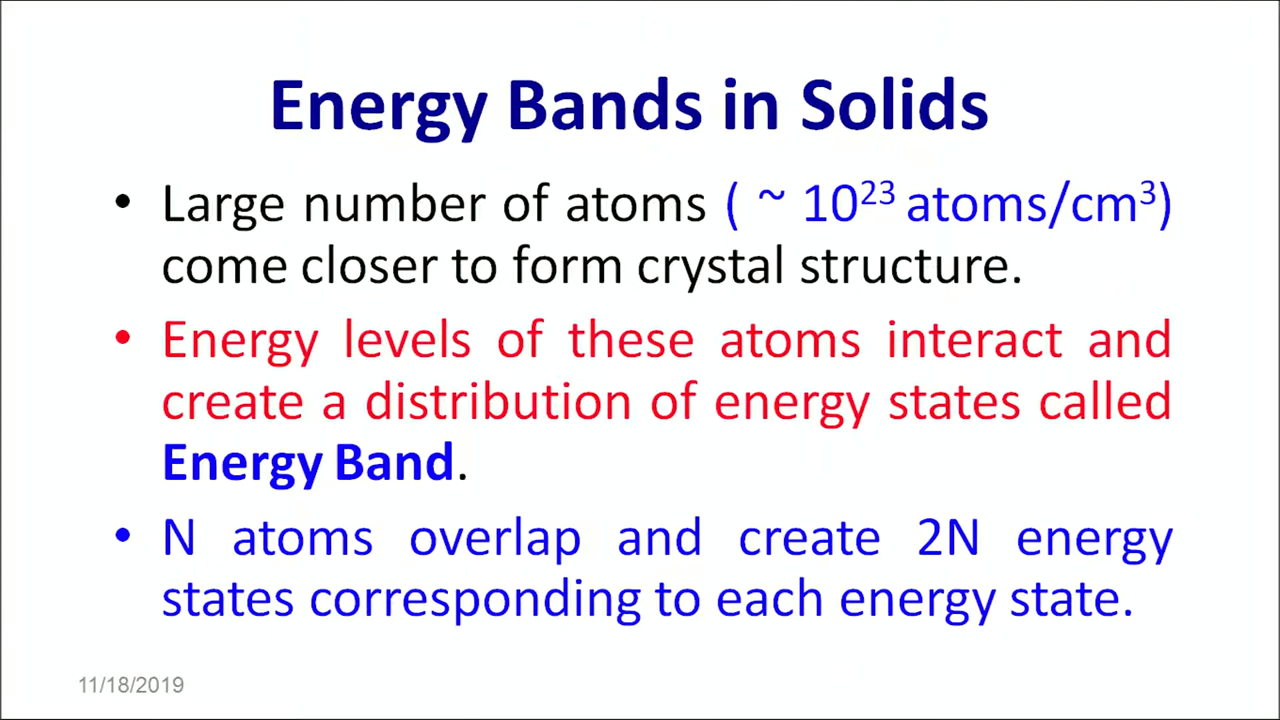 Energy Bands in Solids
• Large number of atoms ( ~ 10²³ atoms/cm³)
come closer to form crystal structure.
• Energy levels of these atoms interact and
create a distribution of energy states called
Energy Band.
• N atoms overlap and create 2N energy
states corresponding to each energy state.
11/18/2019